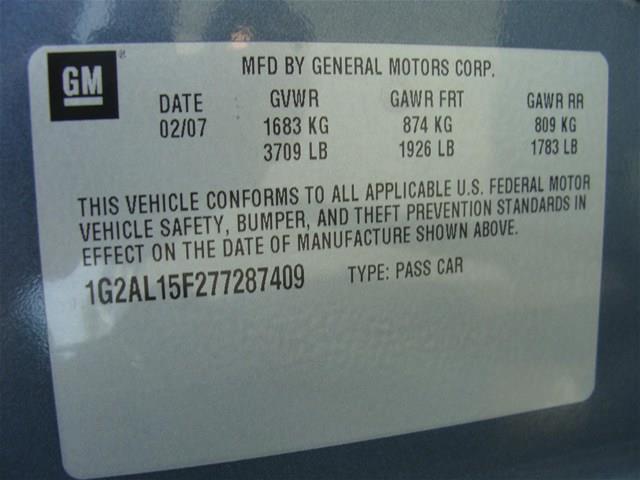 GM
MFD BY GENERAL MOTORS CORP.
DATE GVWR GAWR FRT GAWR RR
02/07 1683 KG 874 KG 809 KG
3709 LB 1926 LB 1783 LB
THIS VEHICLE CONFORMS TO ALL APPLICABLE U.S. FEDERAL MOTOR
VEHICLE SAFETY, BUMPER, AND THEFT PREVENTION STANDARDS IN
EFFECT ON THE DATE OF MANUFACTURE SHOWN ABOVE.
1G2AL15F277287409 TYPE: PASS CAR